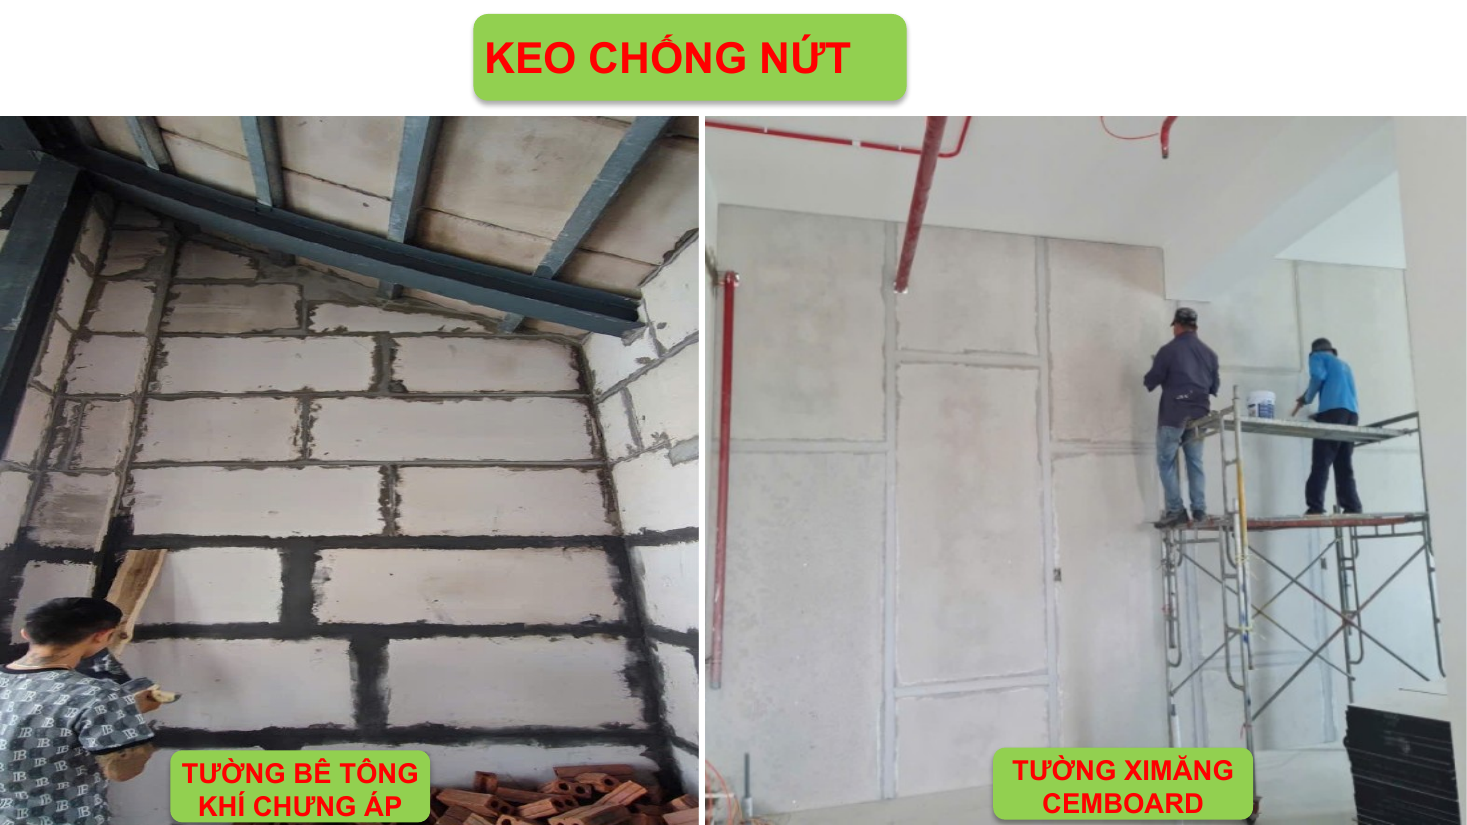 KEO CHỐNG NỨT
TƯỜNG BÊ TÔNG
KHÍ CHƯNG ÁP
TƯỜNG XIMĂNG
CEMBOARD